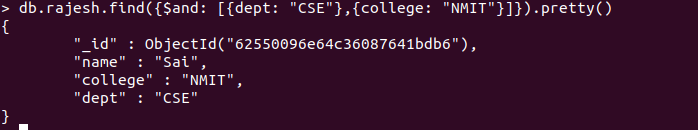 > db.rajesh.find({$and: [{dept: "CSE"},{college: "NMIT"}]}).pretty()
{
        "_id" : ObjectId("62550096e64c36087641bdb6"),
        "name" : "Sai",
        "college" : "NMIT",
        "dept" : "CSE"
}